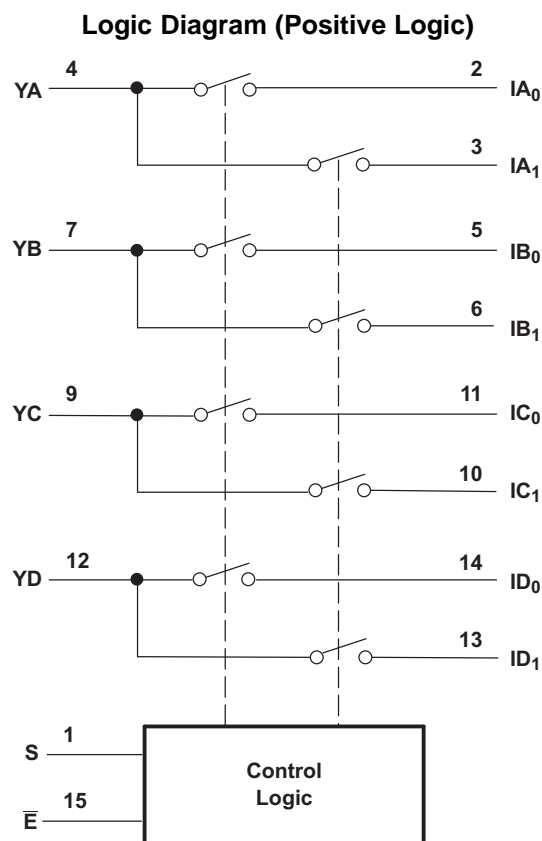 Logic Diagram (Positive Logic)
YA 4 2 IA0
3 IA1
YB 7 5 IB0
6 IB1
YC 9 11 IC0
10 IC1
YD 12 14 ID0
13 ID1
S 1
Control
Logic
E̅ 15